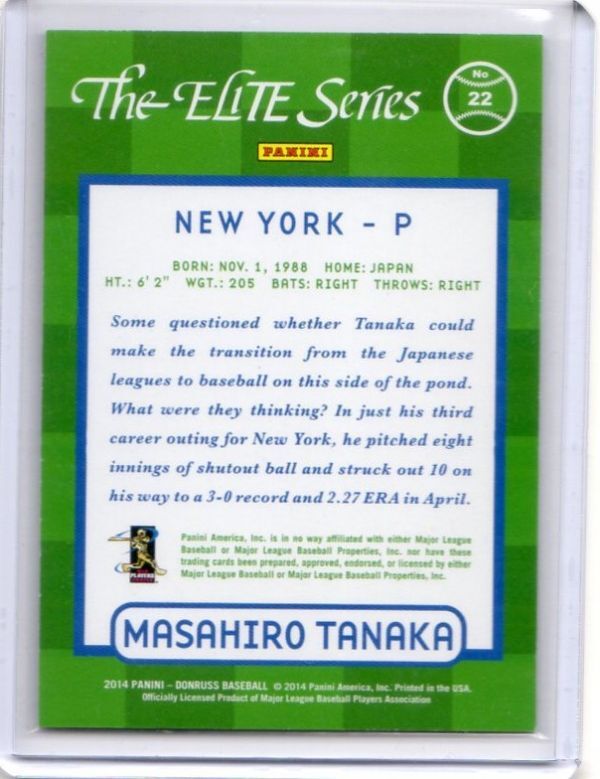 The ELITE Series
No
22
PANINI
NEW YORK - P
BORN: NOV. 1, 1988 HOME: JAPAN
HT.: 6' 2" WGT.: 205 BATS: RIGHT THROWS: RIGHT
Some questioned whether Tanaka could
make the transition from the Japanese
leagues to baseball on this side of the pond.
What were they thinking? In just his third
career outing for New York, he pitched eight
innings of shutout ball and struck out 10 on
his way to a 3-0 record and 2.27 ERA in April.
Panini America, Inc. is in no way affiliated with either Major League
Baseball or Major League Baseball Properties, Inc. nor have these
trading cards been prepared, approved, endorsed, or licensed by either
Major League Baseball or Major League Baseball Properties, Inc.
PLAYERS
MASAHIRO TANAKA
2014 PANINI – DONRUSS BASEBALL © 2014 Panini America, Inc. Printed in the USA.
Officially Licensed Product of Major League Baseball Players Association